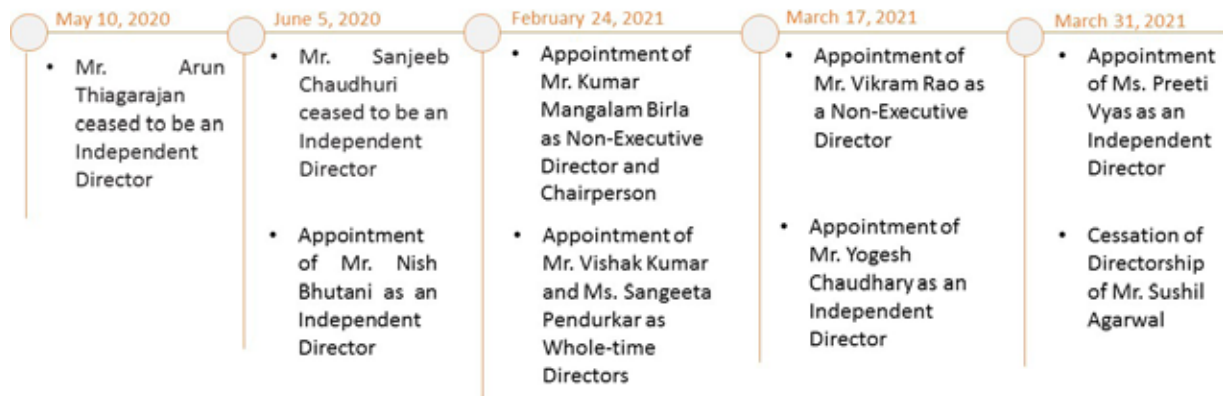 May 10, 2020
• Mr. Arun
Thiagarajan
ceased to be an
Independent
Director
June 5, 2020
• Mr. Sanjeeb
Chaudhuri
ceased to be an
Independent
Director
• Appointment
of Mr. Nish
Bhutani as an
Independent
Director
February 24, 2021
• Appointment of
Mr. Kumar
Mangalam Birla
as Non-Executive
Director and
Chairperson
• Appointment of
Mr. Vishak Kumar
and Ms. Sangeeta
Pendurkar as
Whole-time
Directors
March 17, 2021
• Appointment of
Mr. Vikram Rao as
a Non-Executive
Director
• Appointment of
Mr. Yogesh
Chaudhary as an
Independent
Director
March 31, 2021
• Appointment
of Ms. Preeti
Vyas as an
Independent
Director
• Cessation of
Directorship
of Mr. Sushil
Agarwal